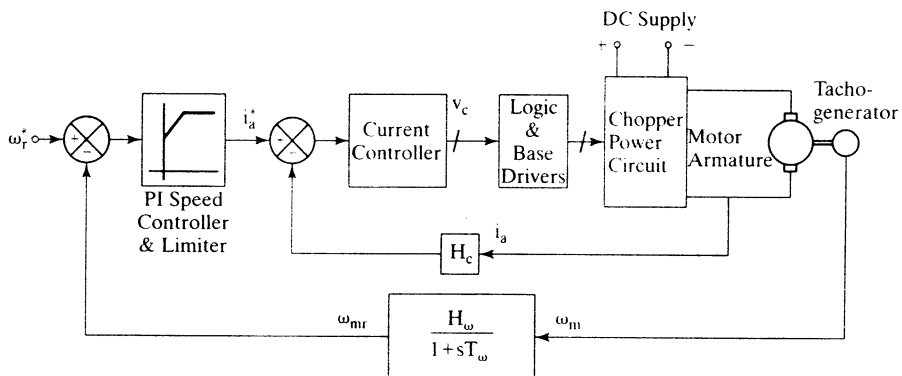 DC Supply
+ −
Tacho-
generator
ω*r
+
−
i*a
Current
Controller
vc
Logic
&
Base
Drivers
Chopper
Power
Circuit
Motor
Armature
PI Speed
Controller
& Limiter
Hc
ia
ωmr
Hω
1+sTω
ωm